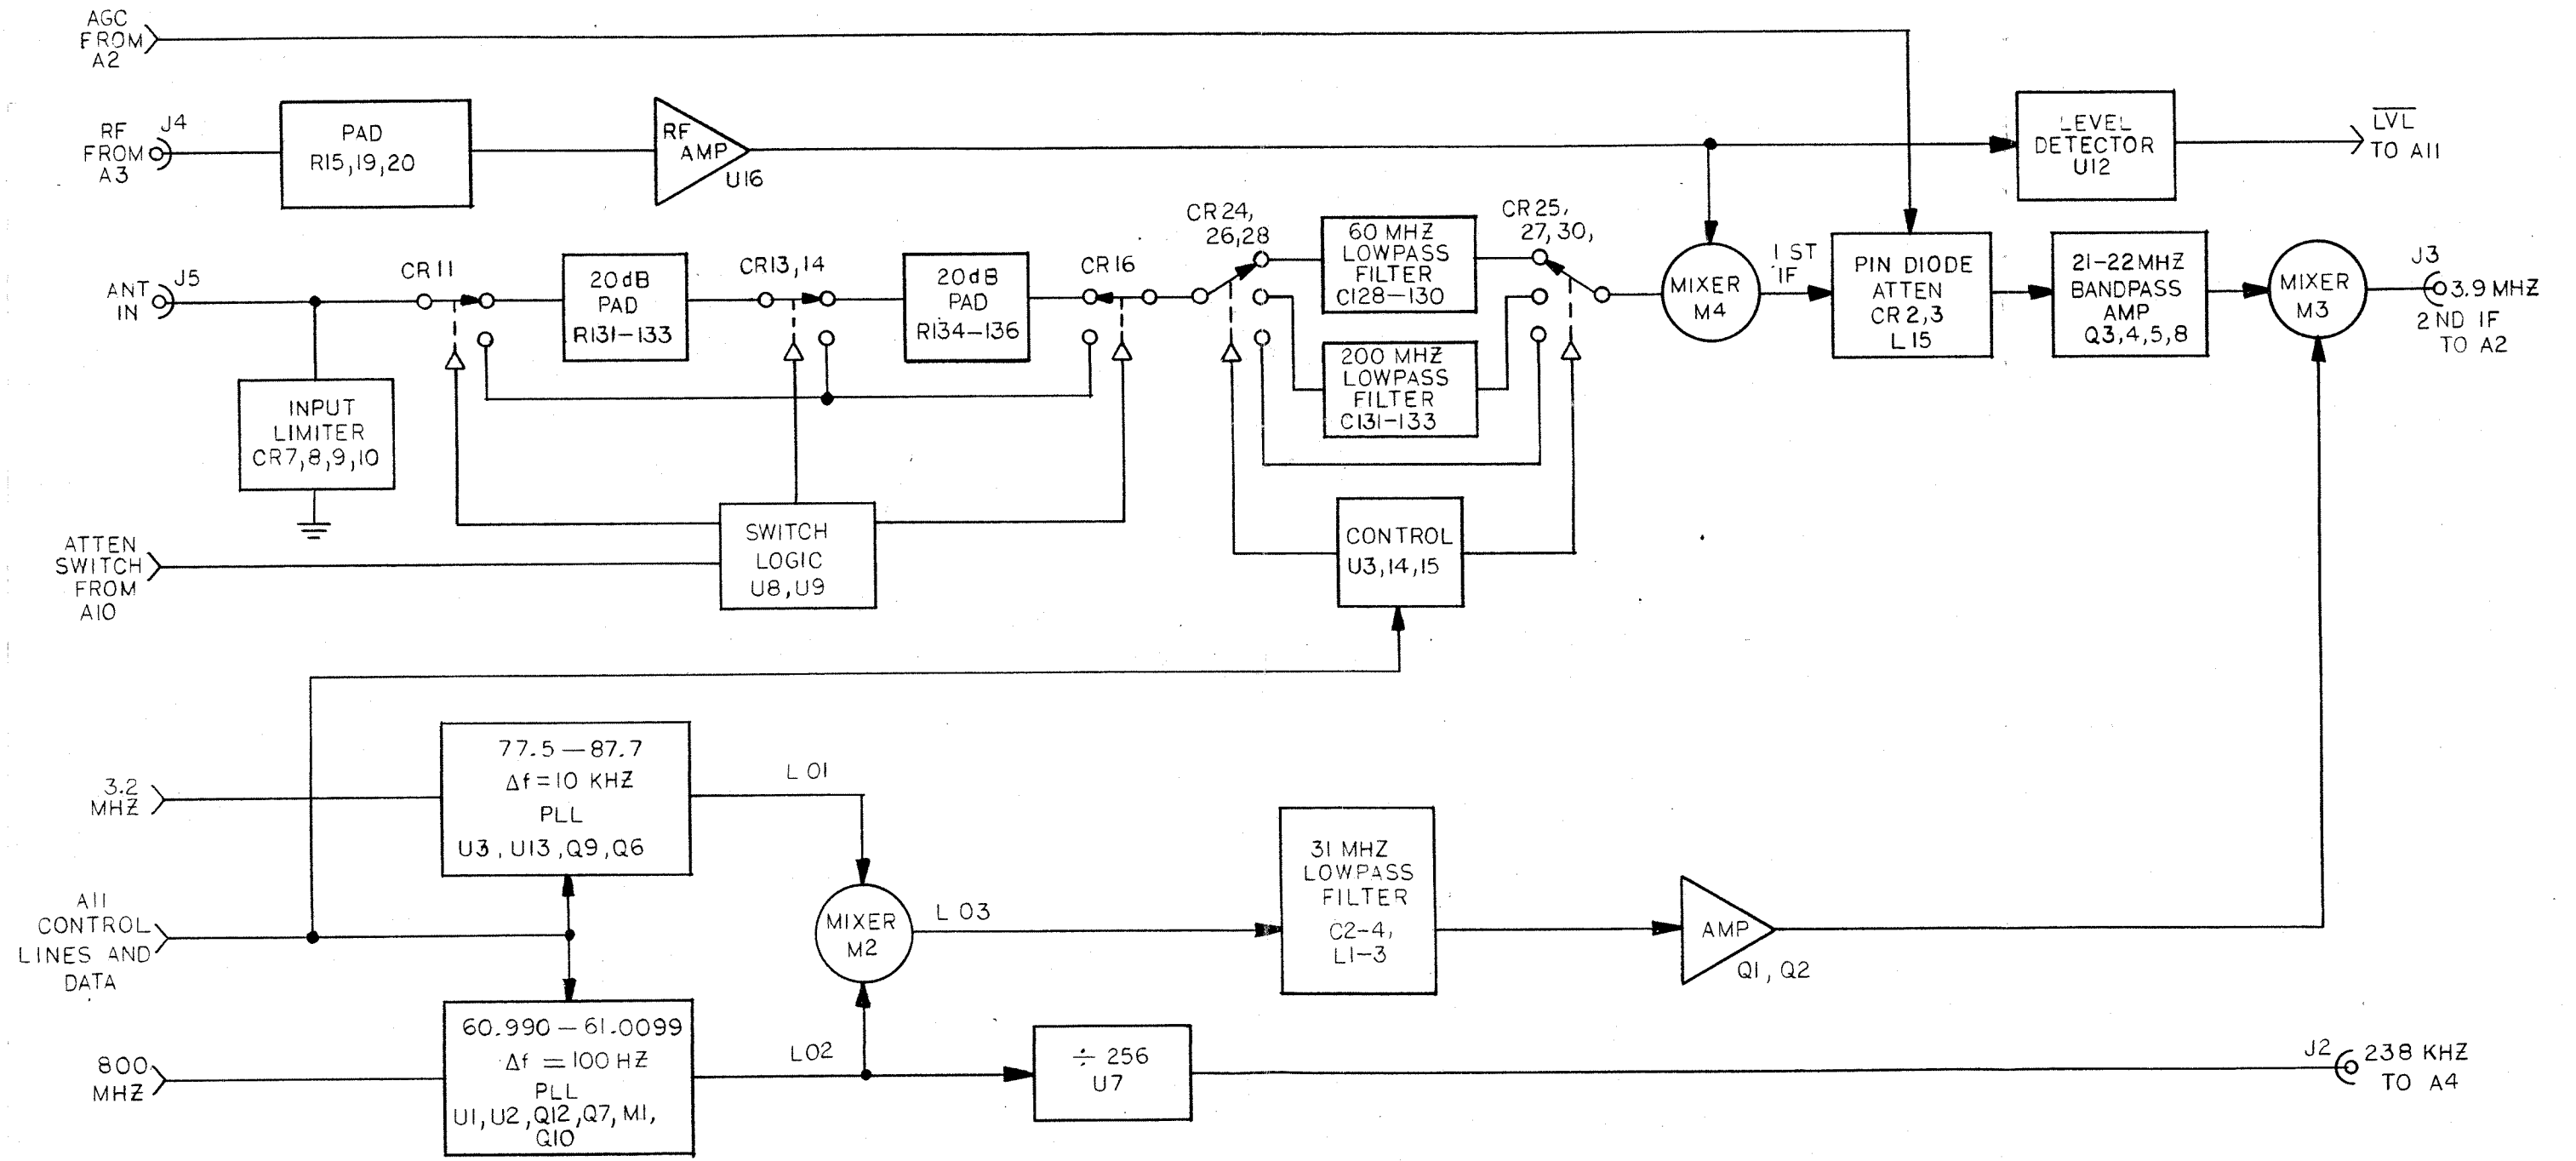 AGC
FROM
A2
RF
FROM
A3
J4
PAD
R15,19,20
RF
AMP
U16
LEVEL
DETECTOR
U12
LVL
TO A11
ANT
IN
J5
CR11
20dB
PAD
R131-133
CR13,14
20dB
PAD
R134-136
CR16
CR24,
26,28
60 MHZ
LOWPASS
FILTER
C128-130
200 MHZ
LOWPASS
FILTER
C131-133
CR25,
27,30,
MIXER
M4
1 ST
IF
PIN DIODE
ATTEN
CR2,3
L15
21-22MHZ
BANDPASS
AMP
Q3,4,5,8
MIXER
M3
J3
3.9 MHZ
2ND IF
TO A2
INPUT
LIMITER
CR7,8,9,10
ATTEN
SWITCH
FROM
A10
SWITCH
LOGIC
U8,U9
CONTROL
U3,14,15
3.2
MHZ
77.5-87.7
Δf=10 KHZ
PLL
U3, U13,Q9,Q6
L O1
A11
CONTROL
LINES AND
DATA
MIXER
M2
L O3
31 MHZ
LOWPASS
FILTER
C2-4,
L1-3
AMP
Q1, Q2
800
MHZ
60.990-61.0099
Δf = 100 HZ
PLL
U1,U2,Q12,Q7,M1,
Q10
LO2
÷ 256
U7
J2
238 KHZ
TO A4